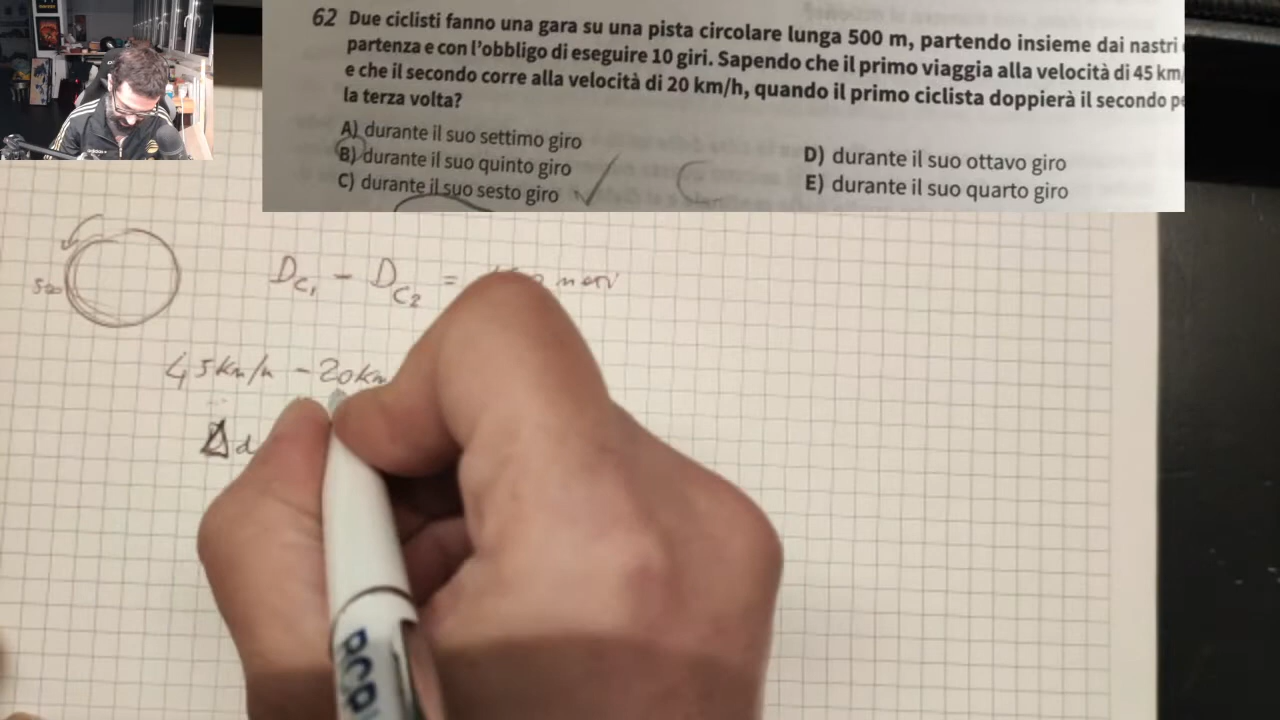 62 Due ciclisti fanno una gara su una pista circolare lunga 500 m, partendo insieme dai nastri
partenza e con l'obbligo di eseguire 10 giri. Sapendo che il primo viaggia alla velocità di 45 km
e che il secondo corre alla velocità di 20 km/h, quando il primo ciclista doppierà il secondo
la terza volta?
A) durante il suo settimo giro
B) durante il suo quinto giro
C) durante il suo sesto giro
D) durante il suo ottavo giro
E) durante il suo quarto giro
500
D C1 - D C2 =
45 km/h - 20 km
Δd